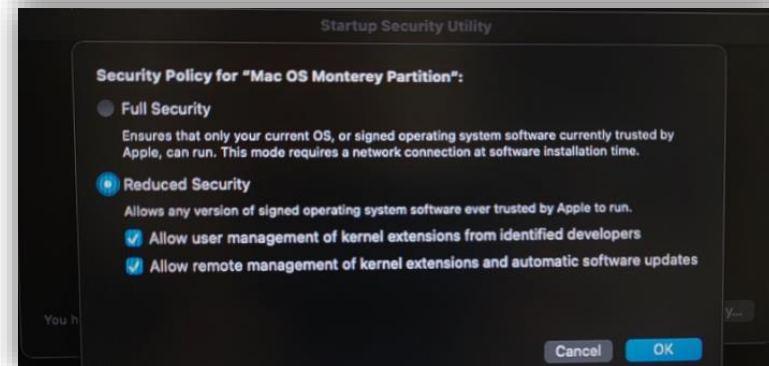 Startup Security Utility
Security Policy for "Mac OS Monterey Partition":
Full Security
Ensures that only your current OS, or signed operating system software currently trusted by
Apple, can run. This mode requires a network connection at software installation time.
Reduced Security
Allows any version of signed operating system software ever trusted by Apple to run.
Allow user management of kernel extensions from identified developers
Allow remote management of kernel extensions and automatic software updates
You h
y...
Cancel
OK